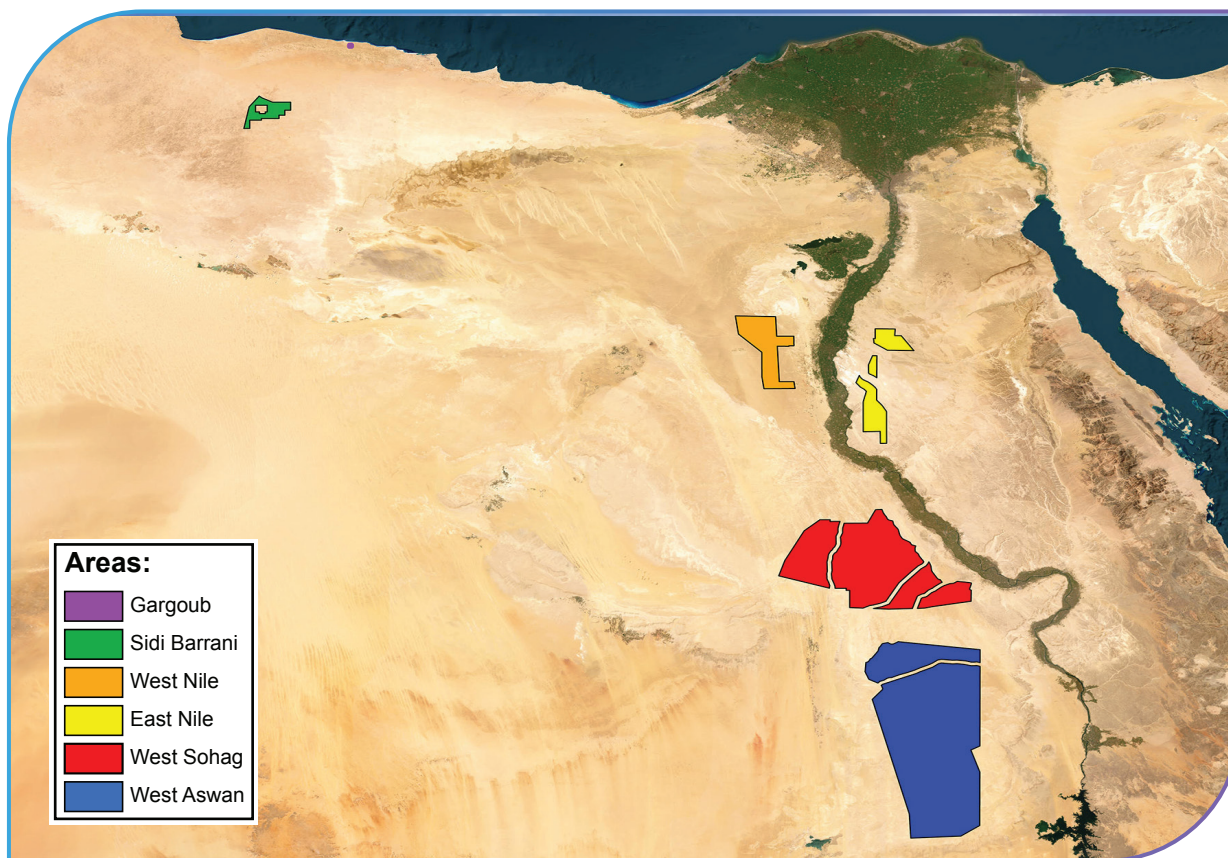 Areas:
Gargoub
Sidi Barrani
West Nile
East Nile
West Sohag
West Aswan